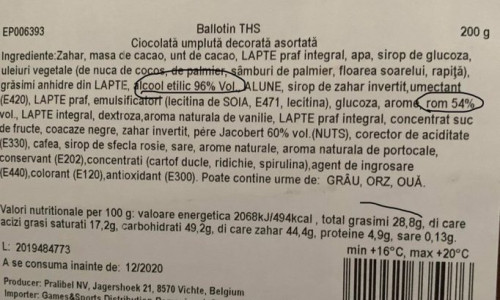 EP006393 Ballotin THS 200 g
Ciocolată umplută decorată asortată
Ingrediente:Zahar, masa de cacao, unt de cacao, LAPTE praf integral, apa, sirop de glucoza,
uleiuri vegetale (de nuca de cocos, de palmier, sâmburi de palmier, floarea soarelui, rapiță),
grăsimi anhidre din LAPTE, alcool etilic 96% Vol., ALUNE, sirop de zahar invertit,umectant
(E420), LAPTE praf, emulsificatorf (lecitina de SOIA, E471, lecitina), glucoza, arome, rom 54%
vol., LAPTE integral, dextroza,aroma naturala de vanilie, LAPTE praf integral, concentrat suc
de fructe, coacaze negre, zahar invertit, pére Jacobert 60% vol.(NUTS), corector de aciditate
(E330), cafea, sirop de sfecla rosie, sare, arome naturale, aroma naturala de portocale,
conservant (E202),concentrati (cartof dulce, ridichie, spirulina),agent de ingrosare
(E440),colorant (E120),antioxidant (E300). Poate contine urme de: GRÂU, ORZ, OUĂ.
Valori nutritionale per 100 g: valoare energetica 2068kJ/494kcal , total grasimi 28,8g, di care
acizi grasi saturati 17,2g, carbohidrati 49,2g, di care zahar 44,4g, proteine 4,9g, sare 0,13g.
L: 2019484773 min +16°C, max +20°C
A se consuma inainte de: 12/2020
Producer: Pralibel NV, Jagershoek 21, 8570 Vichte, Belgium
Importer: Games&Sports Distribution